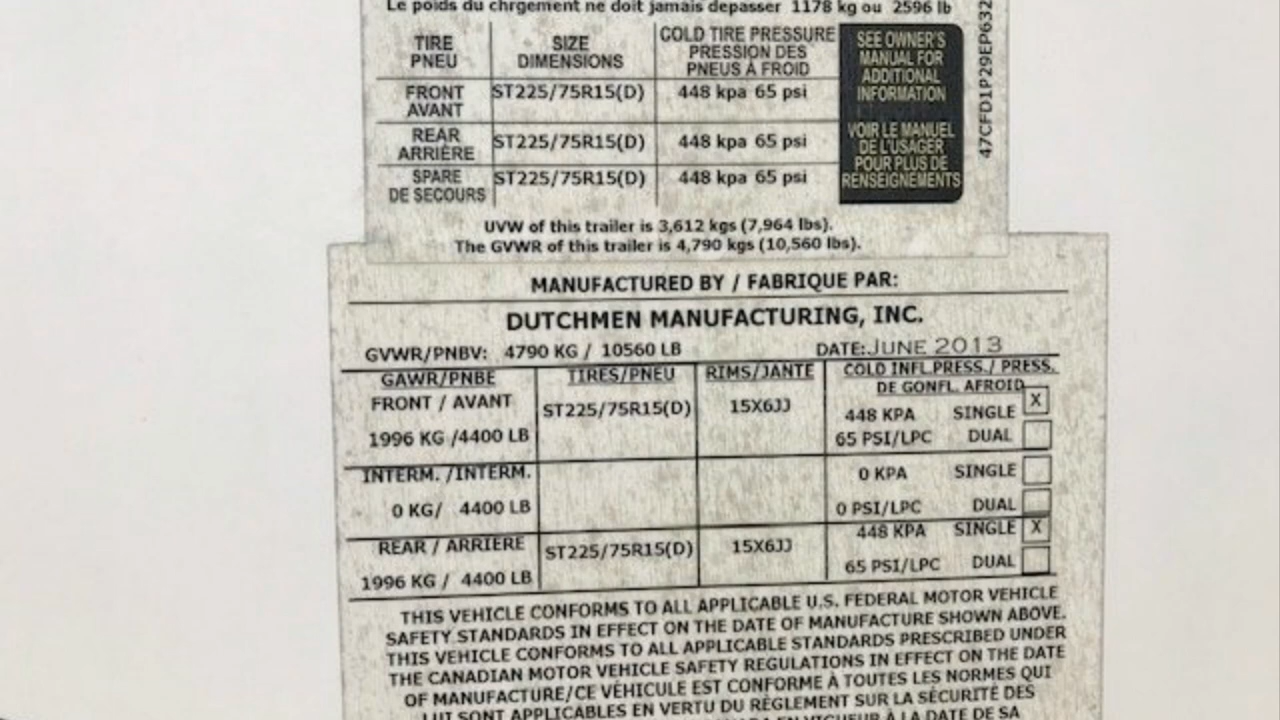 Le poids du chrgement ne doit jamais depasser 1178 kg ou 2596 lb
TIRE PNEU SIZE DIMENSIONS COLD TIRE PRESSURE PRESSION DES PNEUS À FROID
FRONT AVANT ST225/75R15(D) 448 kpa 65 psi
REAR ARRIÈRE ST225/75R15(D) 448 kpa 65 psi
SPARE DE SECOURS ST225/75R15(D) 448 kpa 65 psi
SEE OWNER'S
MANUAL FOR
ADDITIONAL
INFORMATION
VOIR LE MANUEL
DE L'USAGER
POUR PLUS DE
RENSEIGNEMENTS
47CFD1P29EP632
UVW of this trailer is 3,612 kgs (7,964 lbs).
The GVWR of this trailer is 4,790 kgs (10,560 lbs).
MANUFACTURED BY / FABRIQUE PAR:
DUTCHMEN MANUFACTURING, INC.
GVWR/PNBV: 4790 KG / 10560 LB DATE: JUNE 2013
GAWR/PNBE TIRES/PNEU RIMS/JANTE COLD INFL.PRESS./ PRESS.
DE GONFL. AFROID
FRONT / AVANT ST225/75R15(D) 15X6JJ 448 KPA SINGLE X
1996 KG /4400 LB 65 PSI/LPC DUAL
INTERM. /INTERM. 0 KPA SINGLE
0 KG/ 4400 LB 0 PSI/LPC DUAL
REAR / ARRIERE ST225/75R15(D) 15X6JJ 448 KPA SINGLE X
1996 KG / 4400 LB 65 PSI/LPC DUAL
THIS VEHICLE CONFORMS TO ALL APPLICABLE U.S. FEDERAL MOTOR VEHICLE
SAFETY STANDARDS IN EFFECT ON THE DATE OF MANUFACTURE SHOWN ABOVE.
THIS VEHICLE CONFORMS TO ALL APPLICABLE STANDARDS PRESCRIBED UNDER
THE CANADIAN MOTOR VEHICLE SAFETY REGULATIONS IN EFFECT ON THE DATE
OF MANUFACTURE/CE VÉHICULE EST CONFORME À TOUTES LES NORMES QUI
LUI SONT APPLICABLES EN VERTU DU RÈGLEMENT SUR LA SÉCURITÉ DES
EN VIGUEUR À LA DATE DE SA